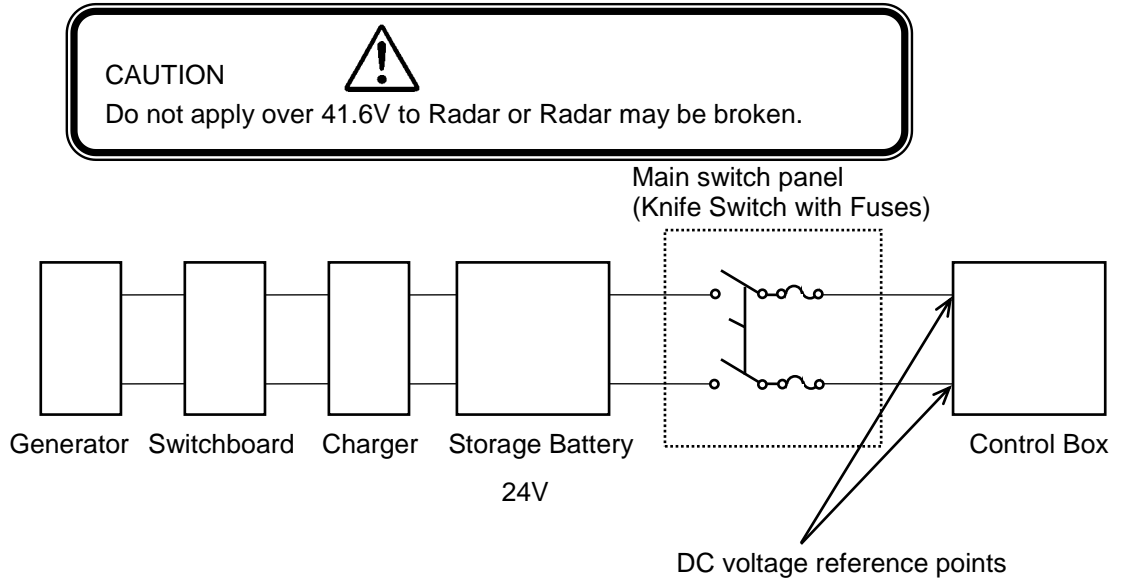 CAUTION
Do not apply over 41.6V to Radar or Radar may be broken.
Main switch panel
(Knife Switch with Fuses)
Generator Switchboard Charger Storage Battery Control Box
24V
DC voltage reference points